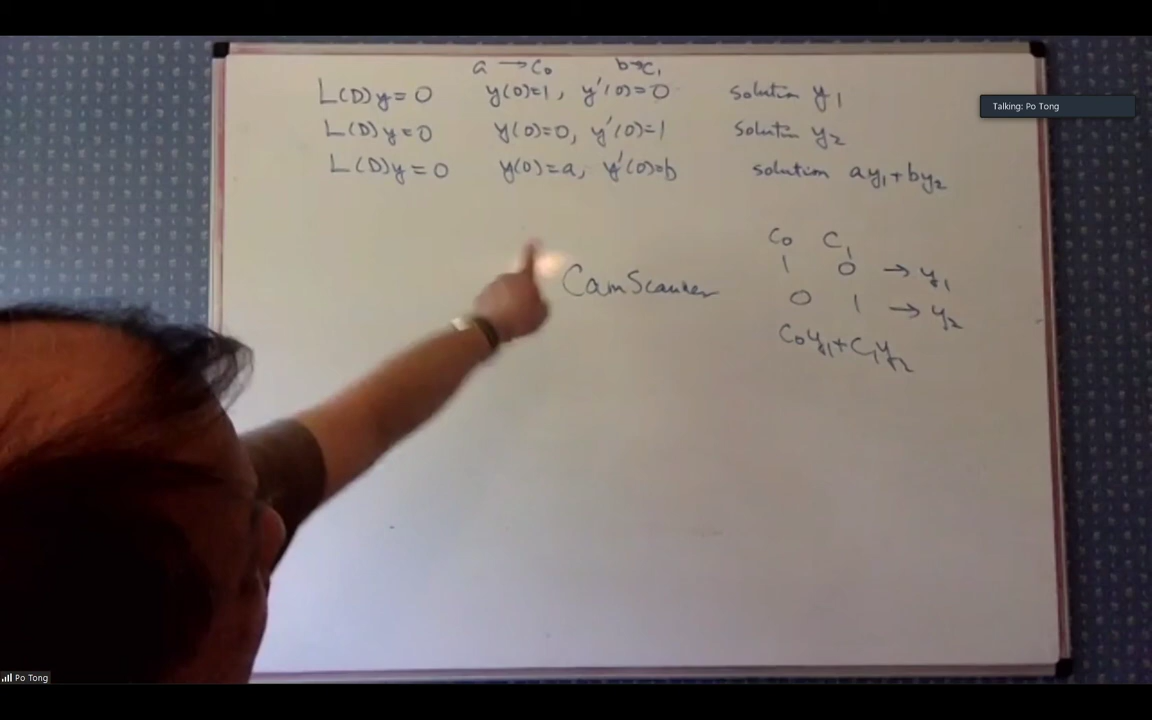 a → C₀ b→C₁
L(D)y = 0 y(0)=1, y'(0)=0 solution y₁
L(D)y=0 y(0)=0, y'(0)=1 solution y₂
L(D)y = 0 y(0)=a, y'(0)=b solution ay₁+by₂
C₀ C₁
1 0 → y₁
0 1 → y₂
C₀y₁+C₁y₂
CamScanner
Talking: Po Tong
Po Tong